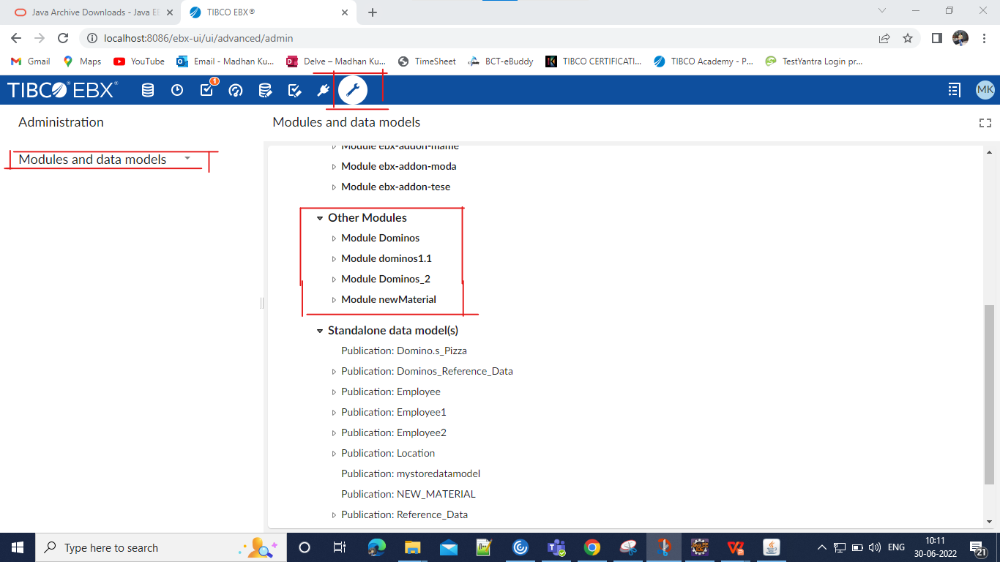 Java Archive Downloads - Java EE
TIBCO EBX®
localhost:8086/ebx-ui/ui/advanced/admin
Gmail
Maps
YouTube
Email - Madhan Ku...
Delve – Madhan Ku...
TimeSheet
BCT-eBuddy
TIBCO CERTIFICATI...
TIBCO Academy - P...
TestYantra Login pr...
TIBCO® EBX®
1
MK
Administration
Modules and data models
Modules and data models
Module ebx-addon-mame
Module ebx-addon-moda
Module ebx-addon-tese
Other Modules
Module Dominos
Module dominos1.1
Module Dominos_2
Module newMaterial
Standalone data model(s)
Publication: Domino.s_Pizza
Publication: Dominos_Reference_Data
Publication: Employee
Publication: Employee1
Publication: Employee2
Publication: Location
Publication: mystoredatamodel
Publication: NEW_MATERIAL
Publication: Reference_Data
Type here to search
ENG
10:11
30-06-2022
21